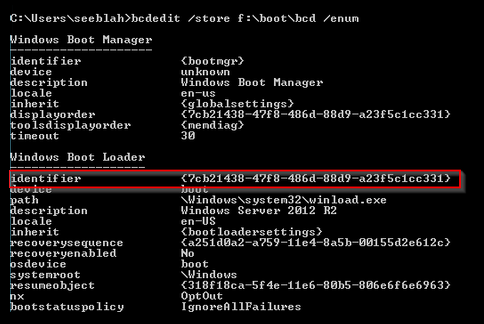 C:\Users\seeblah>bcdedit /store f:\boot\bcd /enum
Windows Boot Manager
--------------------
identifier {bootmgr}
device unknown
description Windows Boot Manager
locale en-us
inherit {globalsettings}
displayorder {7cb21438-47f8-486d-88d9-a23f5c1cc331}
toolsdisplayorder {memdiag}
timeout 30
Windows Boot Loader
-------------------
identifier {7cb21438-47f8-486d-88d9-a23f5c1cc331}
device boot
path \Windows\system32\winload.exe
description Windows Server 2012 R2
locale en-US
inherit {bootloadersettings}
recoverysequence {a251d0a2-a759-11e4-8a5b-00155d2e612c}
recoveryenabled No
osdevice boot
systemroot \Windows
resumeobject {318f18ca-5f4e-11e6-80b5-806e6f6e6963}
nx OptOut
bootstatuspolicy IgnoreAllFailures